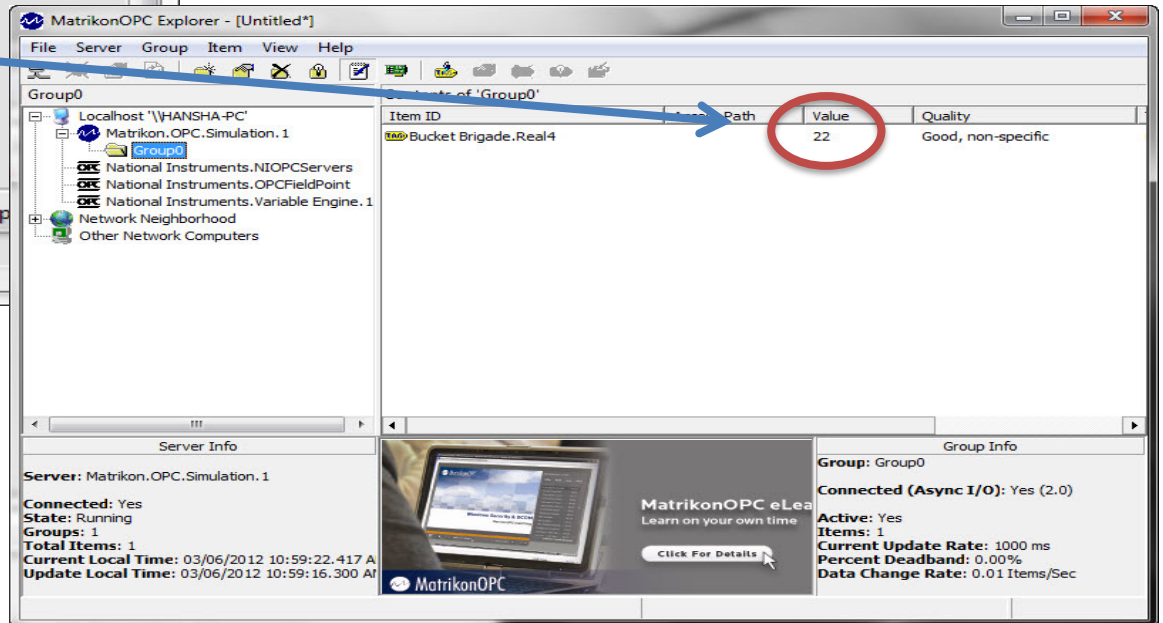 MatrikonOPC Explorer - [Untitled*]
File Server Group Item View Help
Group0
Contents of 'Group0'
Localhost '\\HANSHA-PC'
Matrikon.OPC.Simulation.1
Group0
National Instruments.NIOPCServers
National Instruments.OPCFieldPoint
National Instruments.Variable Engine.1
Network Neighborhood
Other Network Computers
Item ID Path Value Quality
Bucket Brigade.Real4 22 Good, non-specific
Server Info
Server: Matrikon.OPC.Simulation.1
Connected: Yes
State: Running
Groups: 1
Total Items: 1
Current Local Time: 03/06/2012 10:59:22.417 A
Update Local Time: 03/06/2012 10:59:16.300 A
MatrikonOPC eLea
Learn on your own time
Click For Details
MatrikonOPC
Group Info
Group: Group0
Connected (Async I/O): Yes (2.0)
Active: Yes
Items: 1
Current Update Rate: 1000 ms
Percent Deadband: 0.00%
Data Change Rate: 0.01 Items/Sec